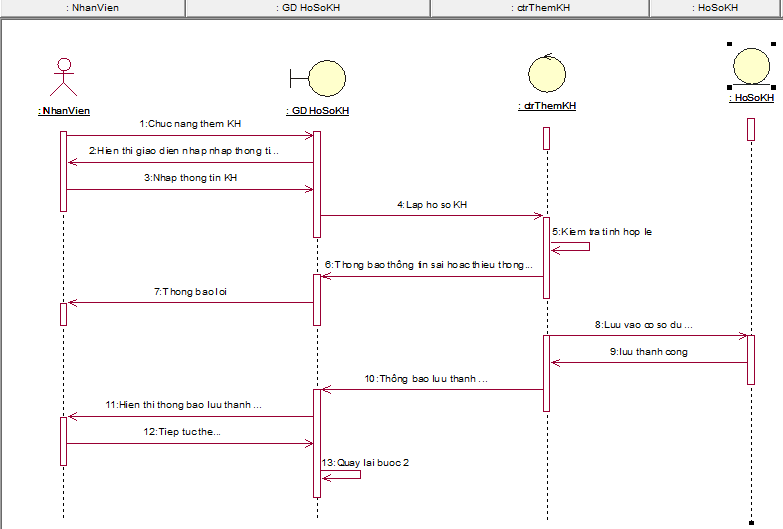 : NhanVien
: GD HoSoKH
: ctrThemKH
: HoSoKH
: NhanVien
: GD HoSoKH
: ctrThemKH
: HoSoKH
1:Chuc nang them KH
2:Hien thi giao dien nhap nhap thong ti...
3:Nhap thong tin KH
4:Lap ho so KH
5:Kiem tra tinh hop le
6:Thong bao thông tin sai hoac thieu thong...
7:Thong bao loi
8:Luu vao co so du ...
9:luu thanh cong
10:Thông bao luu thanh ...
11:Hien thi thong bao luu thanh ...
12:Tiep tuc the...
13:Quay lai buoc 2